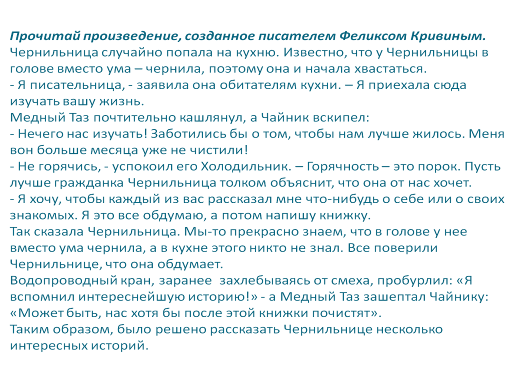 Прочитай произведение, созданное писателем Феликсом Кривиным.
Чернильница случайно попала на кухню. Известно, что у Чернильницы в
голове вместо ума – чернила, поэтому она и начала хвастаться.
- Я писательница, - заявила она обитателям кухни. – Я приехала сюда
изучать вашу жизнь.
Медный Таз почтительно кашлянул, а Чайник вскипел:
- Нечего нас изучать! Заботились бы о том, чтобы нам лучше жилось. Меня
вон больше месяца уже не чистили!
- Не горячись, - успокоил его Холодильник. – Горячность – это порок. Пусть
лучше гражданка Чернильница толком объяснит, что она от нас хочет.
- Я хочу, чтобы каждый из вас рассказал мне что-нибудь о себе или о своих
знакомых. Я это все обдумаю, а потом напишу книжку.
Так сказала Чернильница. Мы-то прекрасно знаем, что в голове у нее
вместо ума чернила, а в кухне этого никто не знал. Все поверили
Чернильнице, что она обдумает.
Водопроводный кран, заранее  захлебываясь от смеха, пробурлил: «Я
вспомнил интереснейшую историю!» - а Медный Таз зашептал Чайнику:
«Может быть, нас хотя бы после этой книжки почистят».
Таким образом, было решено рассказать Чернильнице несколько
интересных историй.